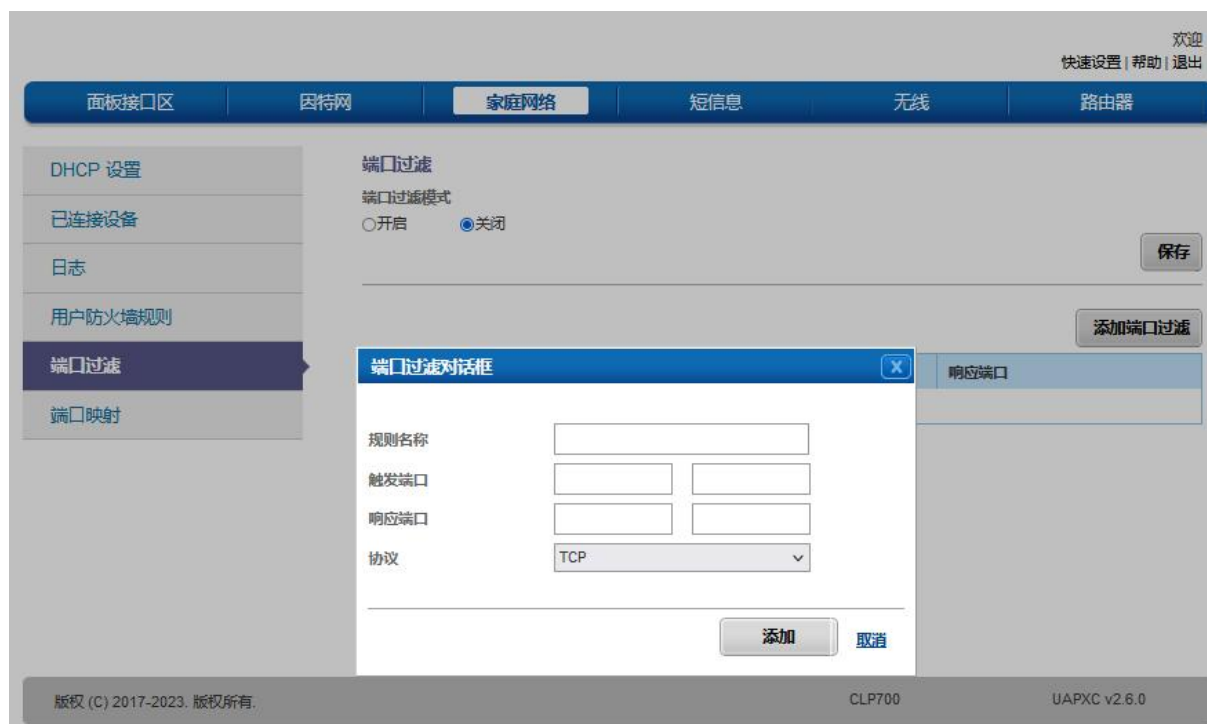 欢迎
快速设置 | 帮助 | 退出
面板接口区 因特网 家庭网络 短信息 无线 路由器
DHCP 设置
已连接设备
日志
用户防火墙规则
端口过滤
端口映射
端口过滤
端口过滤模式
开启 关闭
保存
添加端口过滤
响应端口
端口过滤对话框 X
规则名称
触发端口
响应端口
协议 TCP
添加 取消
版权 (C) 2017-2023. 版权所有. CLP700 UAPXC v2.6.0